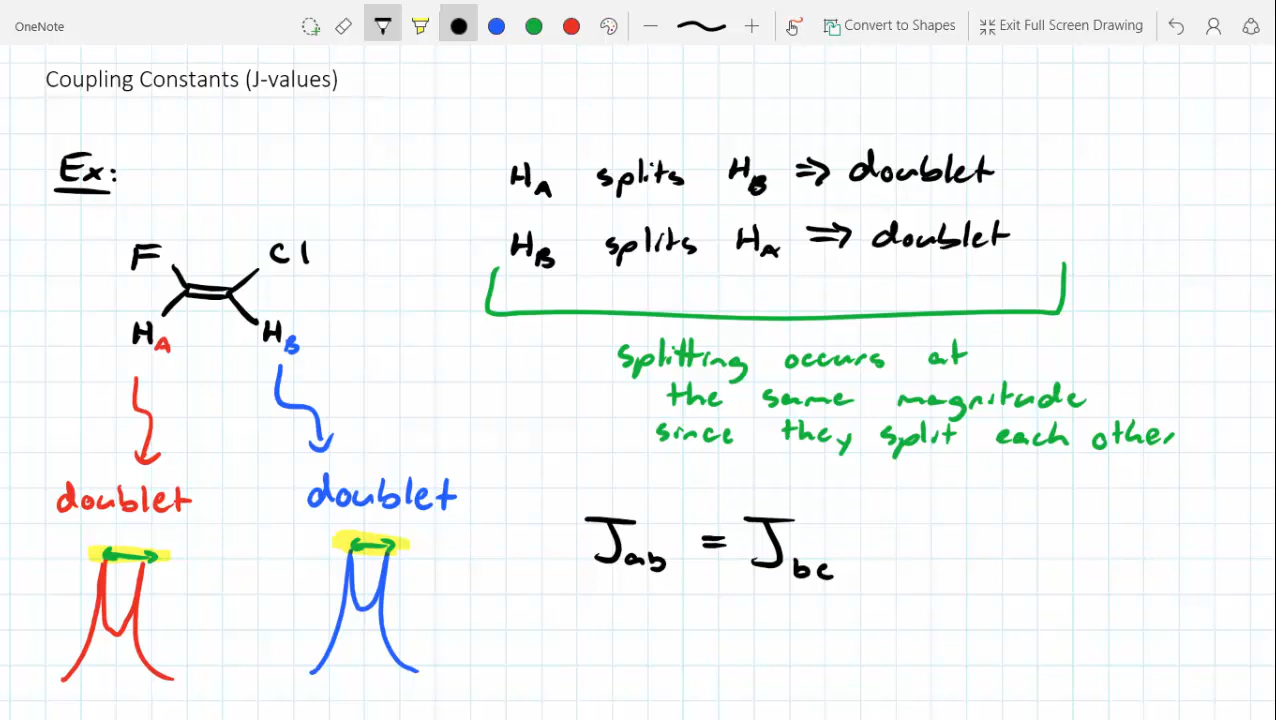 OneNote
Convert to Shapes
Exit Full Screen Drawing
Coupling Constants (J-values)
Ex:
F Cl
HA HB
doublet doublet
HA splits HB ⇒ doublet
HB splits HA ⇒ doublet
splitting occurs at
the same magnitude
since they split each other
Jab = Jbc